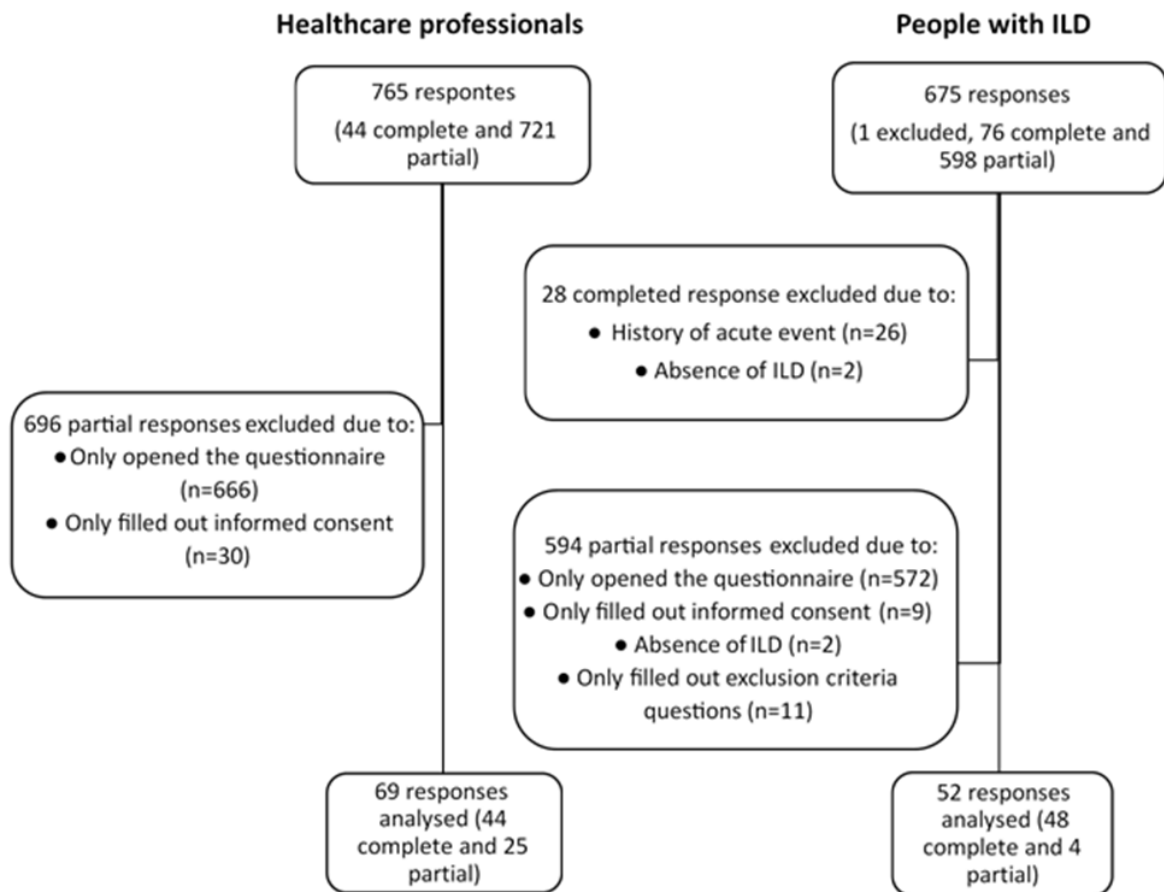 Healthcare professionals
765 respontes
(44 complete and 721
partial)
696 partial responses excluded due to:
●Only opened the questionnaire
(n=666)
● Only filled out informed consent
(n=30)
69 responses
analysed (44
complete and 25
partial)
People with ILD
675 responses
(1 excluded, 76 complete and
598 partial)
28 completed response excluded due to:
● History of acute event (n=26)
● Absence of ILD (n=2)
594 partial responses excluded due to:
● Only opened the questionnaire (n=572)
● Only filled out informed consent (n=9)
● Absence of ILD (n=2)
● Only filled out exclusion criteria
questions (n=11)
52 responses
analysed (48
complete and 4
partial)